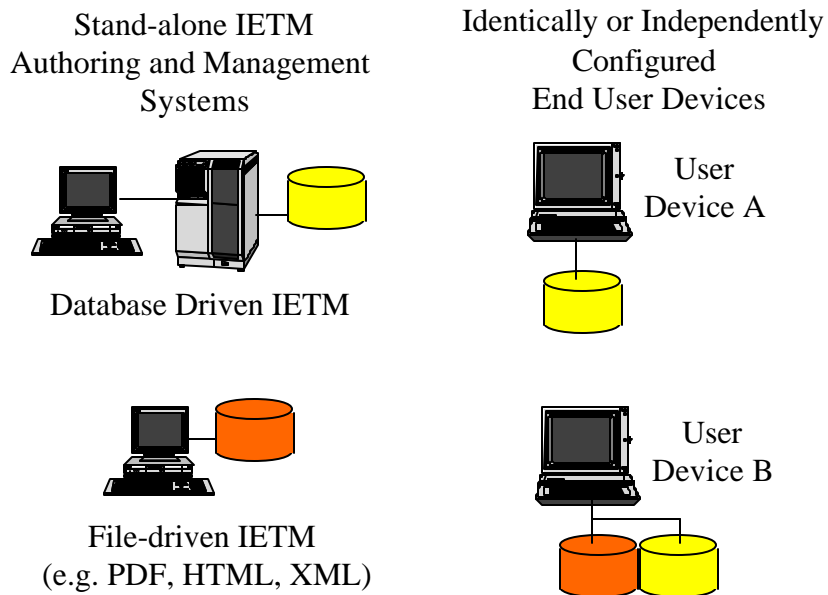 Stand-alone IETM
Authoring and Management
Systems
Identically or Independently
Configured
End User Devices
User
Device A
Database Driven IETM
User
Device B
File-driven IETM
(e.g. PDF, HTML, XML)